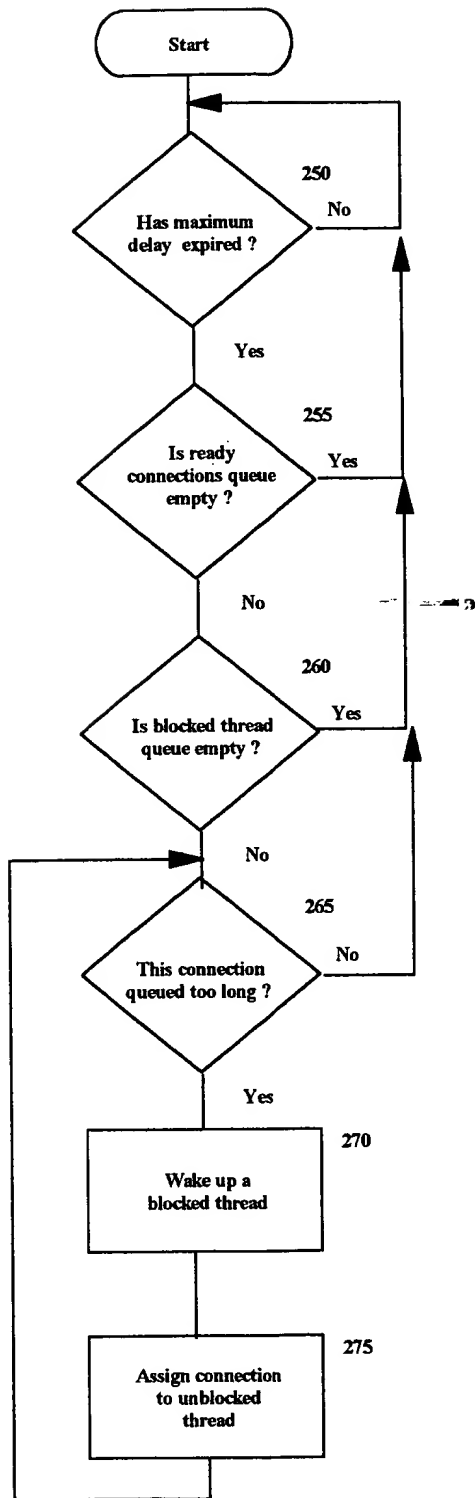 Start
250
No
Has maximum
delay expired ?
Yes
255
Is ready
connections queue
empty ?
Yes
No
260
Is blocked thread
queue empty ?
Yes
No
265
This connection
queued too long ?
No
Yes
270
Wake up a
blocked thread
275
Assign connection
to unblocked
thread